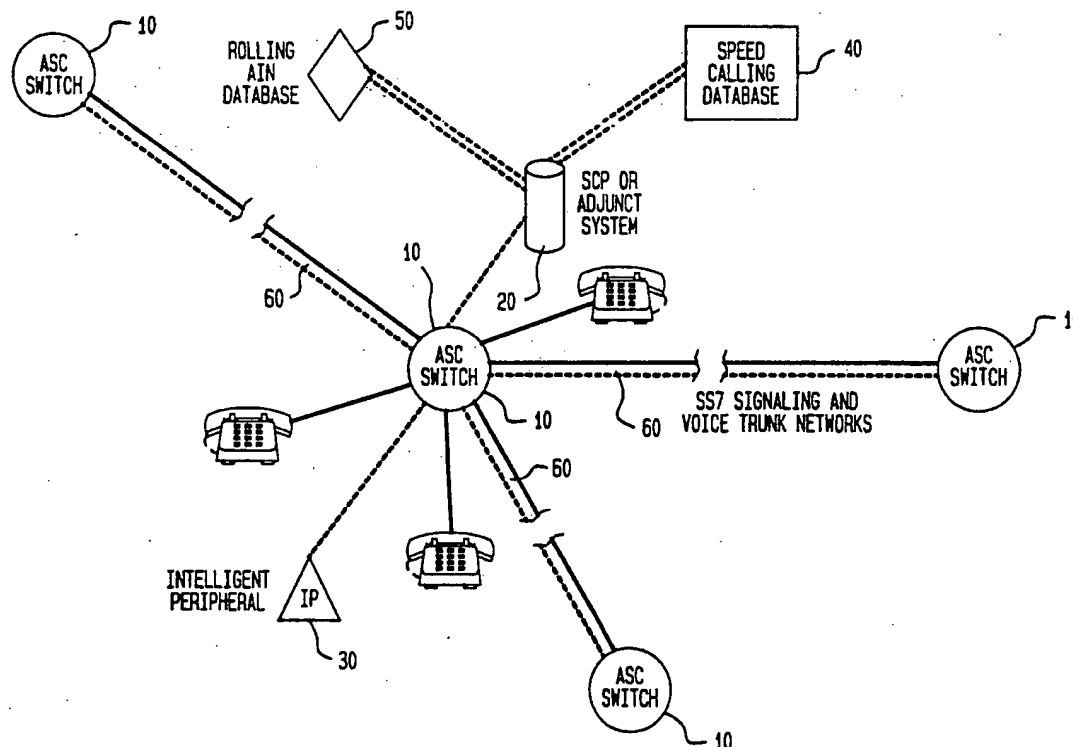 10
ASC
SWITCH
ROLLING
AIN
DATABASE
50
SPEED
CALLING
DATABASE
40
SCP OR
ADJUNCT
SYSTEM
20
60
10
ASC
SWITCH
10
60
SS7 SIGNALING AND
VOICE TRUNK NETWORKS
ASC
SWITCH
1
60
INTELLIGENT
PERIPHERAL
IP
30
ASC
SWITCH
10